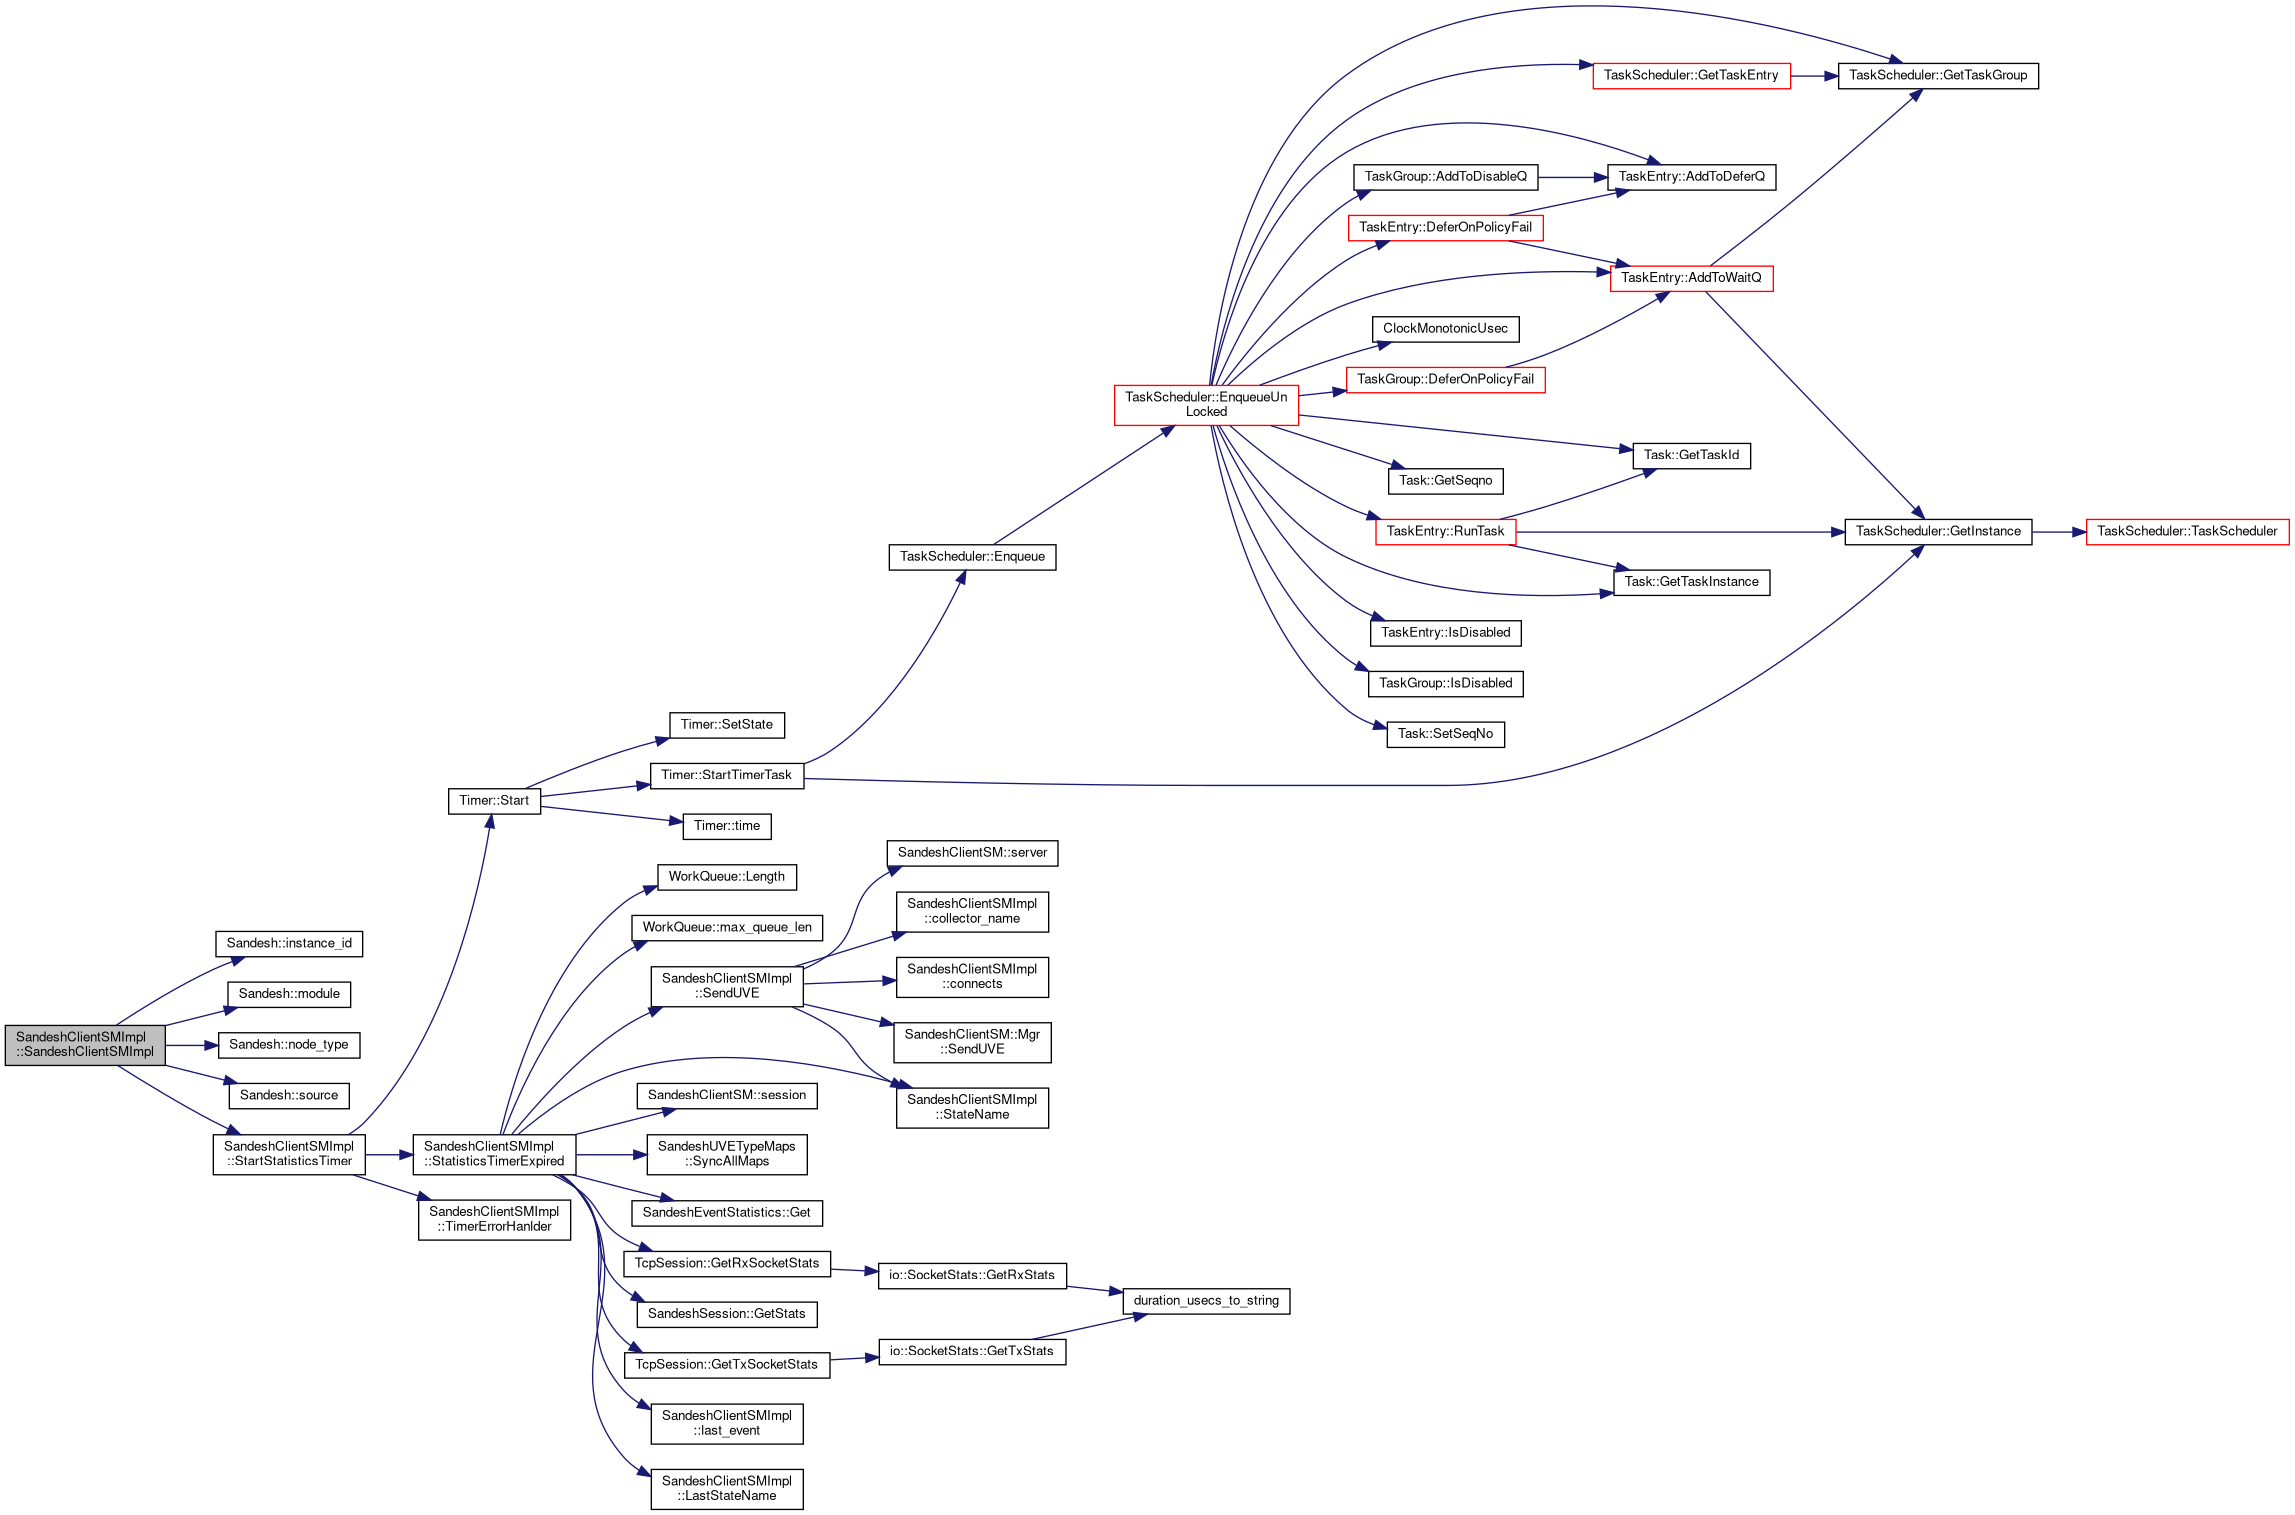 SandeshClientSMImpl
::SandeshClientSMImpl
Sandesh::instance_id
Sandesh::module
Sandesh::node_type
Sandesh::source
SandeshClientSMImpl
::StartStatisticsTimer
Timer::Start
SandeshClientSMImpl
::StatisticsTimerExpired
SandeshClientSMImpl
::TimerErrorHanlder
Timer::SetState
Timer::StartTimerTask
Timer::time
WorkQueue::Length
WorkQueue::max_queue_len
SandeshClientSMImpl
::SendUVE
SandeshClientSM::session
SandeshUVETypeMaps
::SyncAllMaps
SandeshEventStatistics::Get
TcpSession::GetRxSocketStats
SandeshSession::GetStats
TcpSession::GetTxSocketStats
SandeshClientSMImpl
::last_event
SandeshClientSMImpl
::LastStateName
TaskScheduler::Enqueue
SandeshClientSM::server
SandeshClientSMImpl
::collector_name
SandeshClientSMImpl
::connects
SandeshClientSM::Mgr
::SendUVE
SandeshClientSMImpl
::StateName
io::SocketStats::GetRxStats
io::SocketStats::GetTxStats
duration_usecs_to_string
TaskScheduler::EnqueueUn
Locked
TaskGroup::AddToDisableQ
TaskEntry::DeferOnPolicyFail
ClockMonotonicUsec
TaskGroup::DeferOnPolicyFail
Task::GetSeqno
TaskEntry::RunTask
TaskEntry::IsDisabled
TaskGroup::IsDisabled
Task::SetSeqNo
TaskScheduler::GetTaskEntry
TaskEntry::AddToDeferQ
TaskEntry::AddToWaitQ
Task::GetTaskId
Task::GetTaskInstance
TaskScheduler::GetTaskGroup
TaskScheduler::GetInstance
TaskScheduler::TaskScheduler